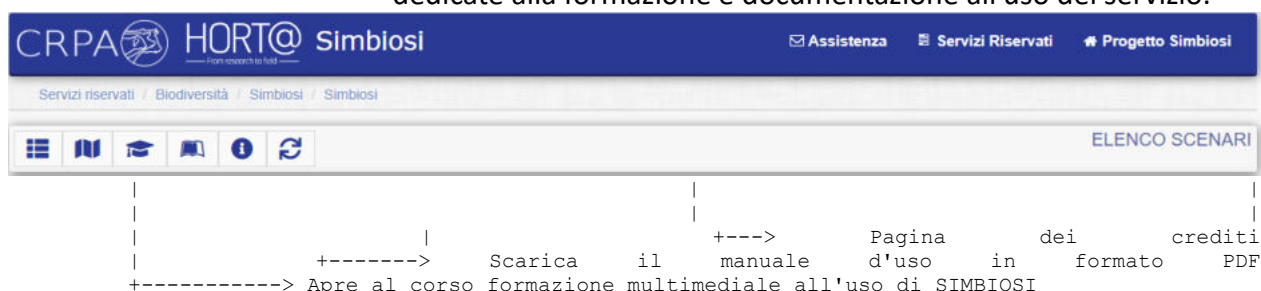 dedicate alla formazione e documentazione all'uso del servizio.
CRPA HORT@ Simbiosi Assistenza Servizi Riservati Progetto Simbiosi
From research to field
Servizi riservati / Biodiversità / Simbiosi / Simbiosi
ELENCO SCENARI
| | |
| | |
| | +---> Pagina dei crediti
| +-------> Scarica il manuale d'uso in formato PDF
+-----------> Apre al corso formazione multimediale all'uso di SIMBIOSI